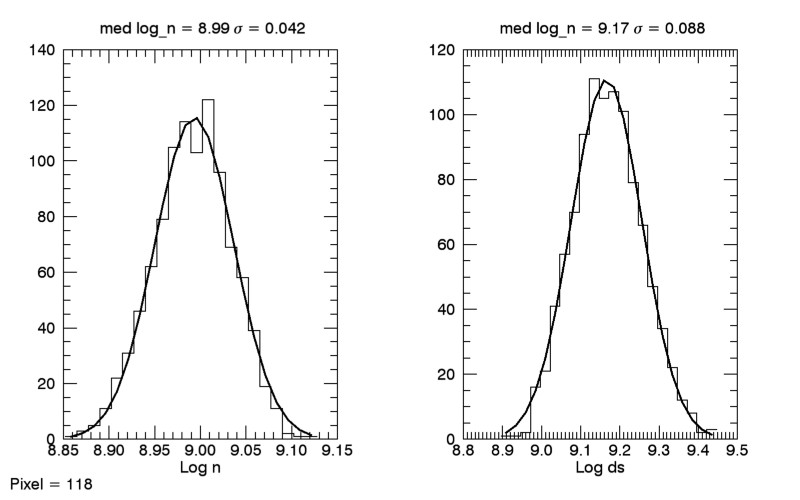 med log_n = 8.99 σ = 0.042
140
120
100
80
60
40
20
0
8.85 8.90 8.95 9.00 9.05 9.10 9.15
Log n
med log_n = 9.17 σ = 0.088
120
100
80
60
40
20
0
8.8 8.9 9.0 9.1 9.2 9.3 9.4 9.5
Log ds
Pixel = 118